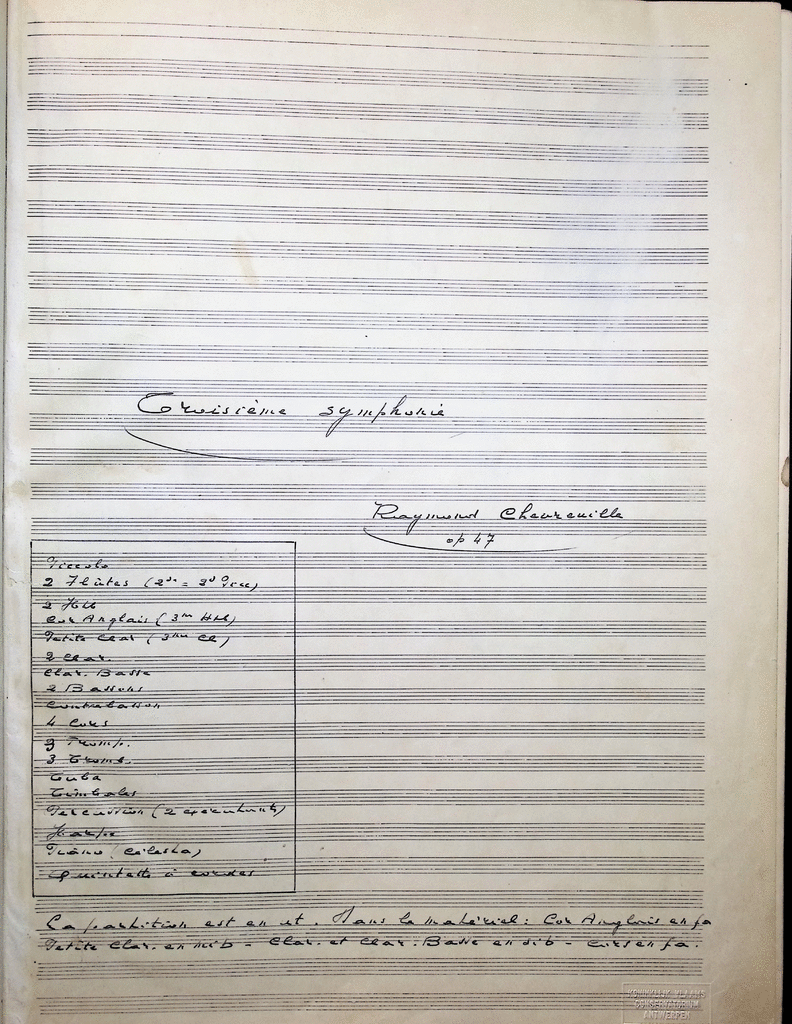 Troisième symphonie
Raymond Chevreuille
op 47
Piccolo
2 Flûtes (2de = 2d Picc)
2 Htb
Cor Anglais (3me Htb)
Petite Clar (3me Cl)
2 Clar.
Clar. Basse
2 Bassons
Contrebasson
4 Cors
3 Tromp.
3 Tromb.
Tuba
Timbales
Percussion (2 exécutants)
Harpe
Piano (Célesta)
Quintette à cordes
La partition est en ut. Dans le matériel: Cor Anglais en fa
Petite Clar. en mib - Clar. et Clar. Basse en sib - Cors en fa.
KONINKLIJK VLAAMS
CONSERVATORIUM
ANTWERPEN